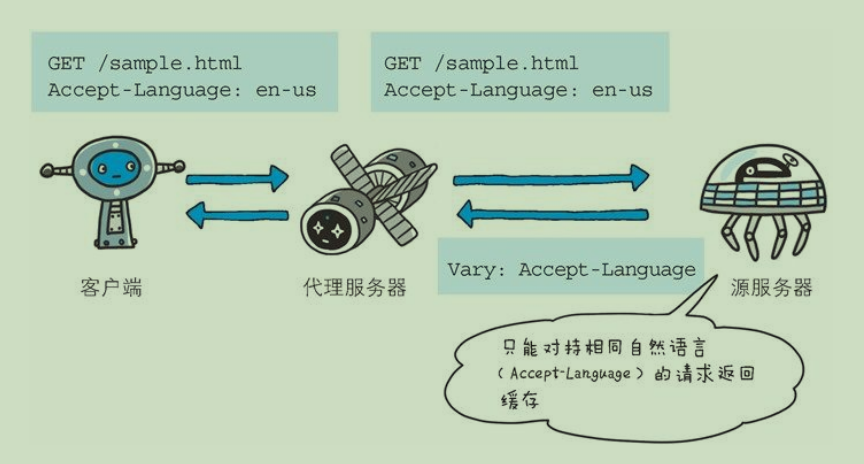 GET /sample.html
Accept-Language: en-us
GET /sample.html
Accept-Language: en-us
客户端
代理服务器
Vary: Accept-Language
源服务器
只能对持相同自然语言
(Accept-Language)的请求返回
缓存